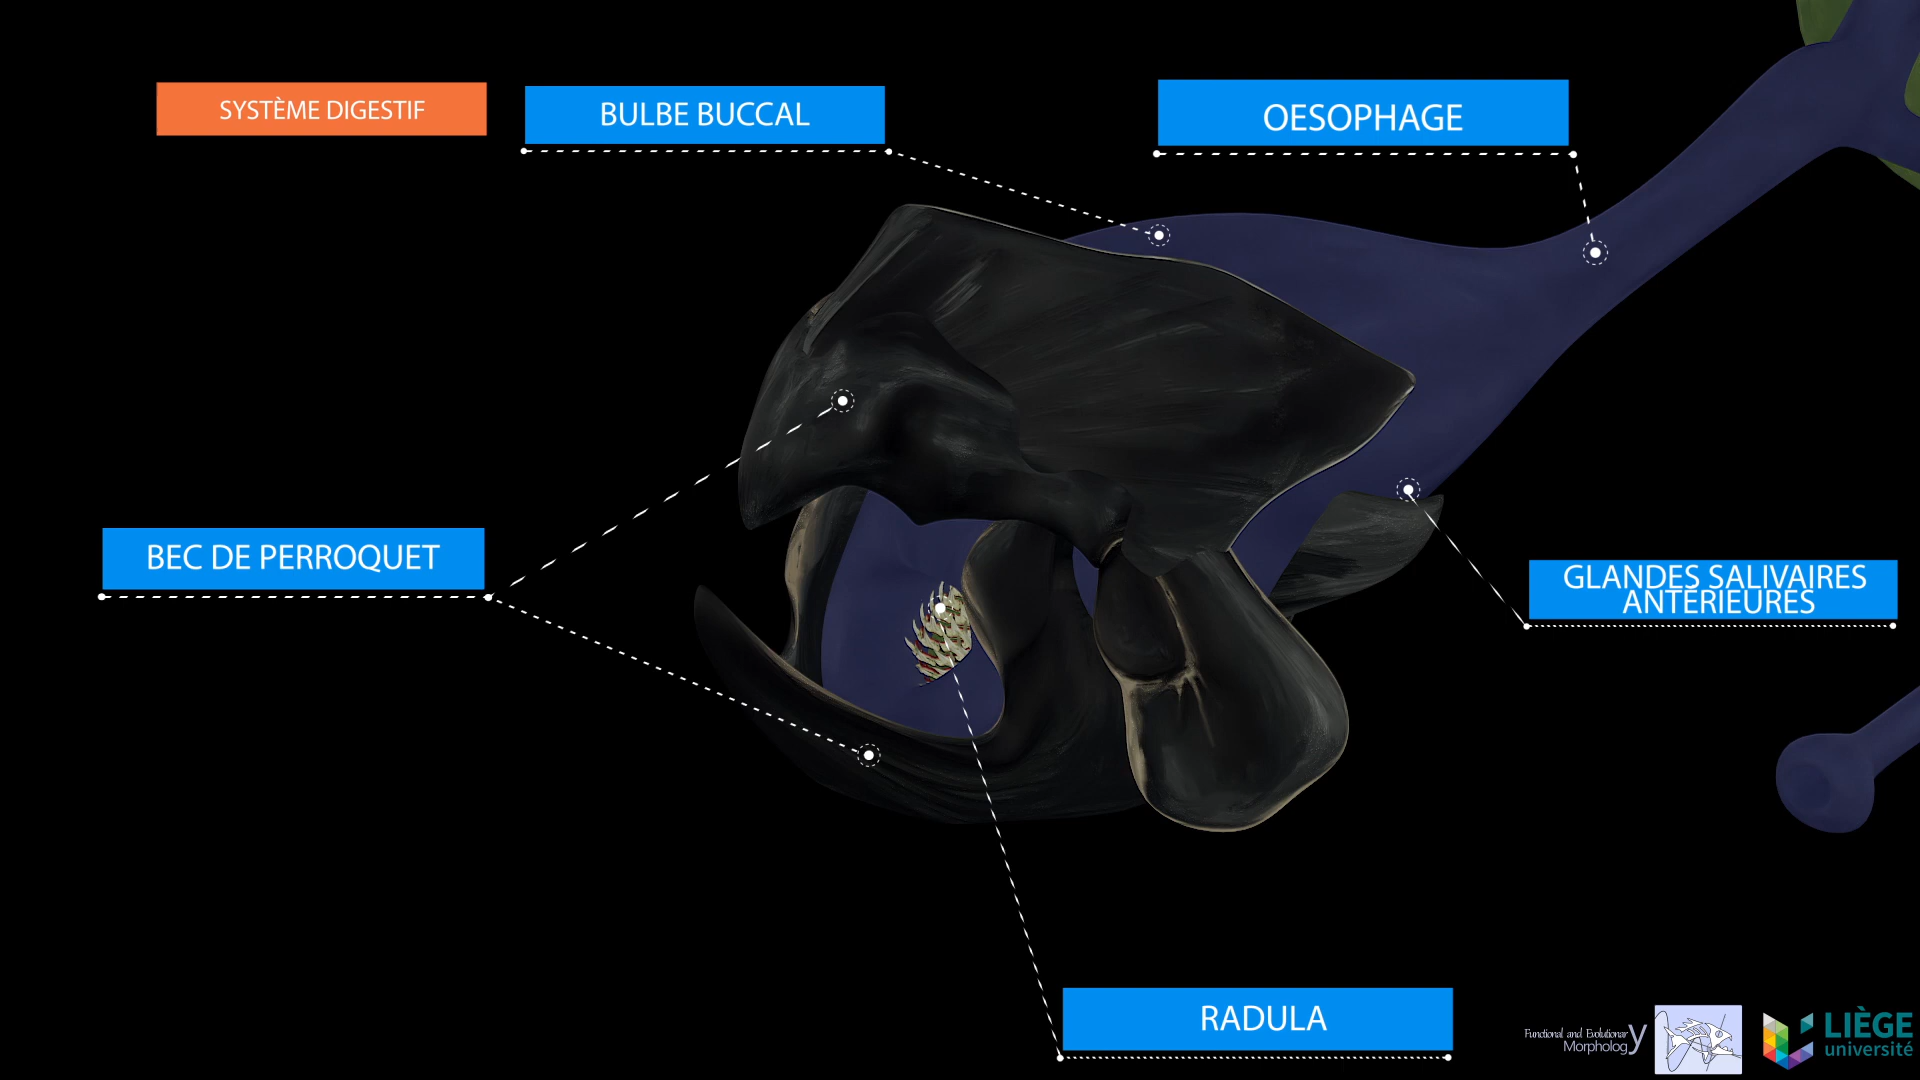 SYSTÈME DIGESTIF
BULBE BUCCAL
OESOPHAGE
BEC DE PERROQUET
GLANDES SALIVAIRES
ANTÉRIEURES
RADULA
Functional and Evolutionary
Morphology
LIÈGE
université